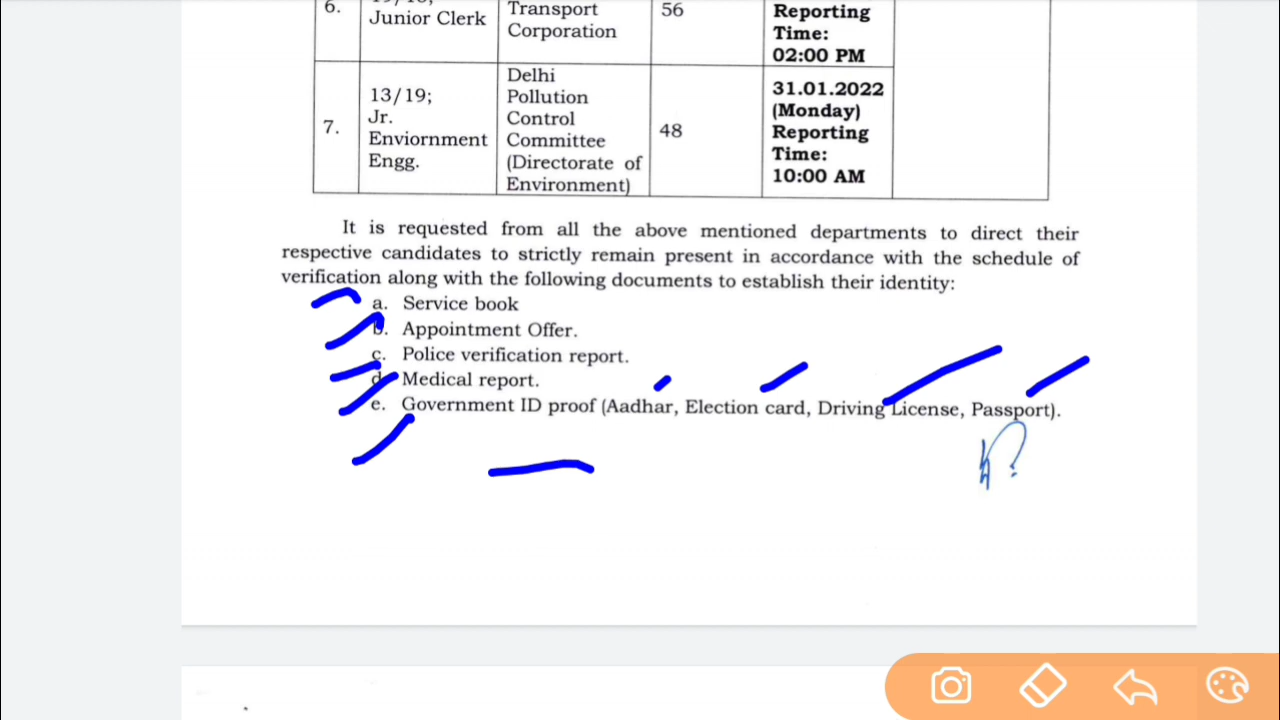 6.
Junior Clerk
Transport
Corporation
56
Reporting
Time:
02:00 PM
7.
13/19;
Jr.
Enviornment
Engg.
Delhi
Pollution
Control
Committee
(Directorate of
Environment)
48
31.01.2022
(Monday)
Reporting
Time:
10:00 AM
It is requested from all the above mentioned departments to direct their
respective candidates to strictly remain present in accordance with the schedule of
verification along with the following documents to establish their identity:
a. Service book
b. Appointment Offer.
c. Police verification report.
d. Medical report.
e. Government ID proof (Aadhar, Election card, Driving License, Passport).